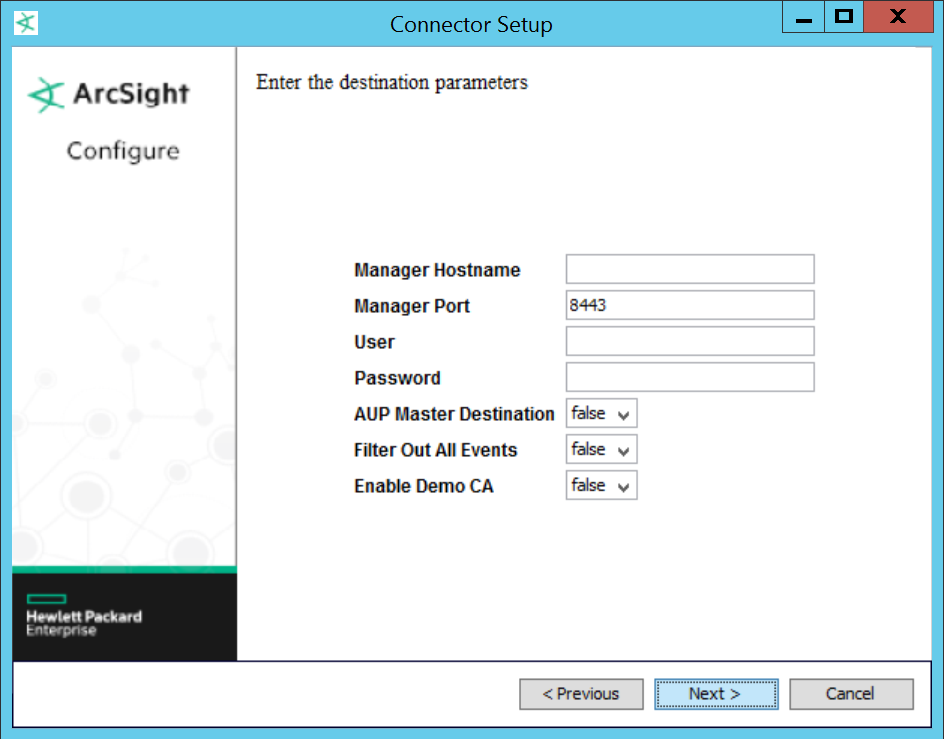 Connector Setup
ArcSight
Configure
Enter the destination parameters
Manager Hostname
Manager Port 8443
User
Password
AUP Master Destination false
Filter Out All Events false
Enable Demo CA false
Hewlett Packard
Enterprise
< Previous Next > Cancel